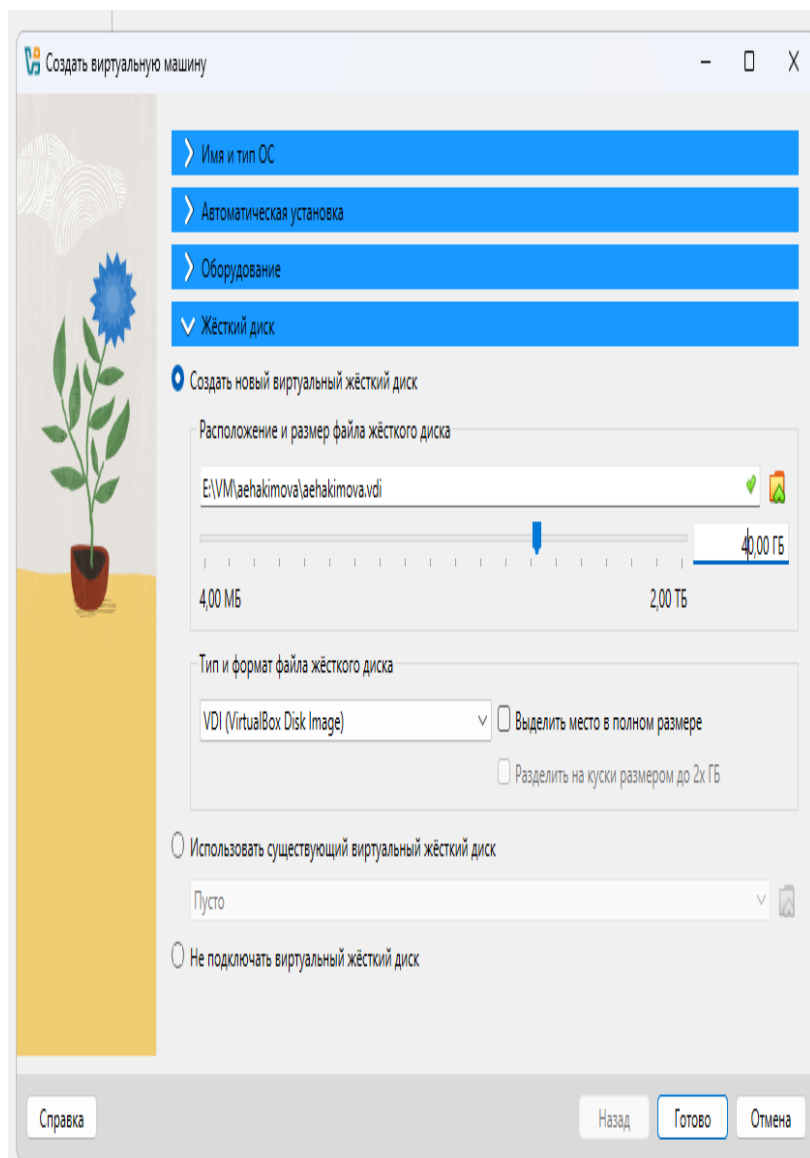 Создать виртуальную машину
Имя и тип ОС
Автоматическая установка
Оборудование
Жёсткий диск
Создать новый виртуальный жёсткий диск
Расположение и размер файла жёсткого диска
E:\VM\aehakimova\aehakimova.vdi
40,00 ГБ
4,00 МБ 2,00 ТБ
Тип и формат файла жёсткого диска
VDI (VirtualBox Disk Image) Выделить место в полном размере
Разделить на куски размером до 2х ГБ
Использовать существующий виртуальный жёсткий диск
Пусто
Не подключать виртуальный жёсткий диск
Справка Назад Готово Отмена